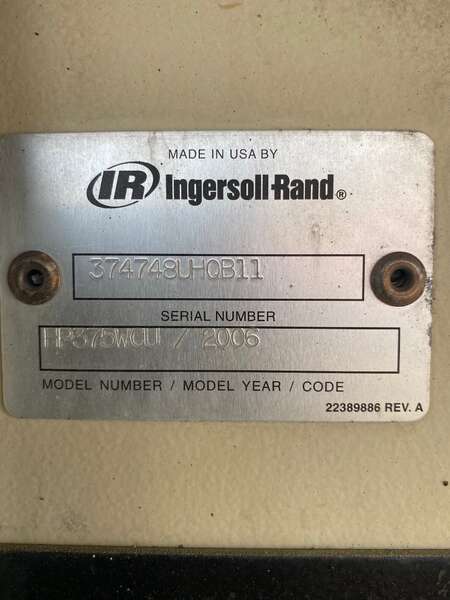 MADE IN USA BY
IR Ingersoll-Rand®
374748UHQB11
SERIAL NUMBER
HP375WCU / 2006
MODEL NUMBER / MODEL YEAR / CODE
22389886 REV. A